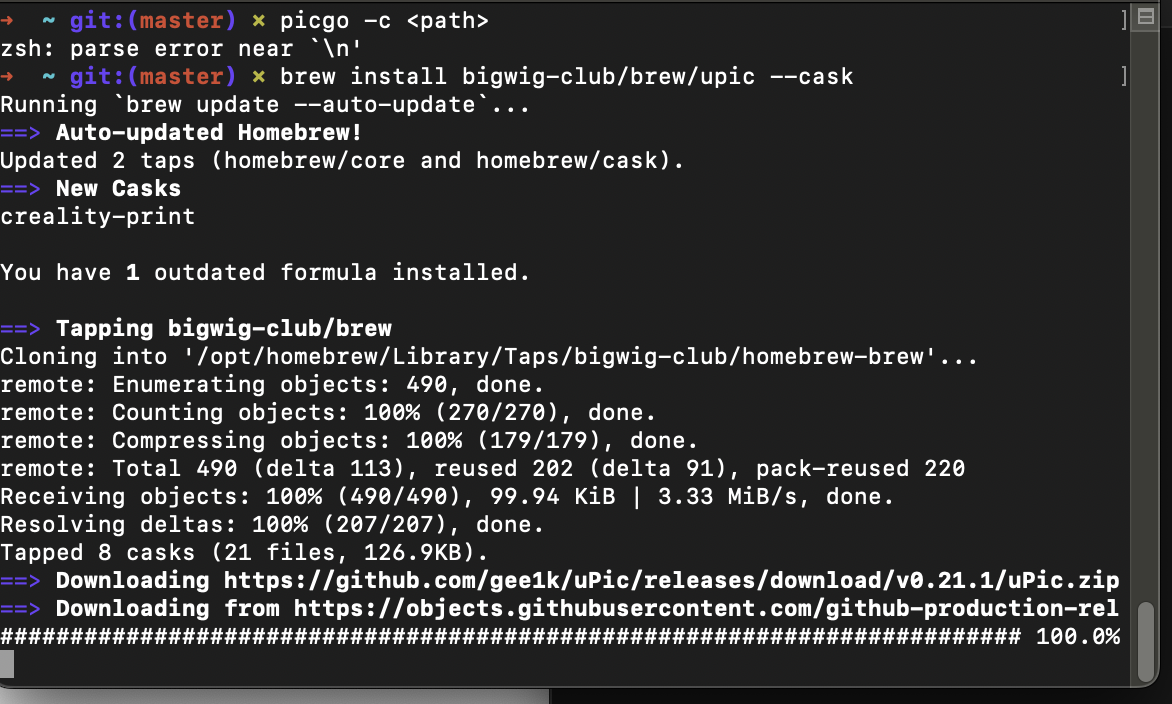 →  ~ git:(master) × picgo -c <path>                                             ]
zsh: parse error near `\n'
→  ~ git:(master) × brew install bigwig-club/brew/upic --cask                   ]
Running `brew update --auto-update`...
==> Auto-updated Homebrew!
Updated 2 taps (homebrew/core and homebrew/cask).
==> New Casks
creality-print
You have 1 outdated formula installed.
==> Tapping bigwig-club/brew
Cloning into '/opt/homebrew/Library/Taps/bigwig-club/homebrew-brew'...
remote: Enumerating objects: 490, done.
remote: Counting objects: 100% (270/270), done.
remote: Compressing objects: 100% (179/179), done.
remote: Total 490 (delta 113), reused 202 (delta 91), pack-reused 220
Receiving objects: 100% (490/490), 99.94 KiB | 3.33 MiB/s, done.
Resolving deltas: 100% (207/207), done.
Tapped 8 casks (21 files, 126.9KB).
==> Downloading https://github.com/gee1k/uPic/releases/download/v0.21.1/uPic.zip
==> Downloading from https://objects.githubusercontent.com/github-production-rel
######################################################################### 100.0%